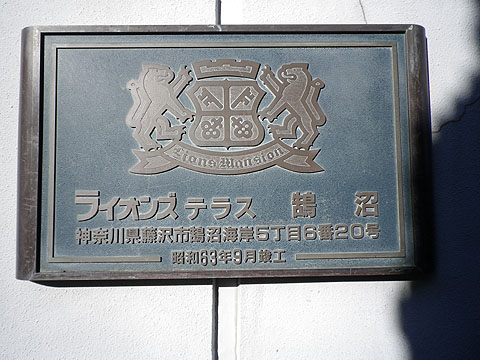 Lions Mansion
ライオンズ テラス 鵠沼
神奈川県藤沢市鵠沼海岸5丁目6番20号
昭和63年9月竣工